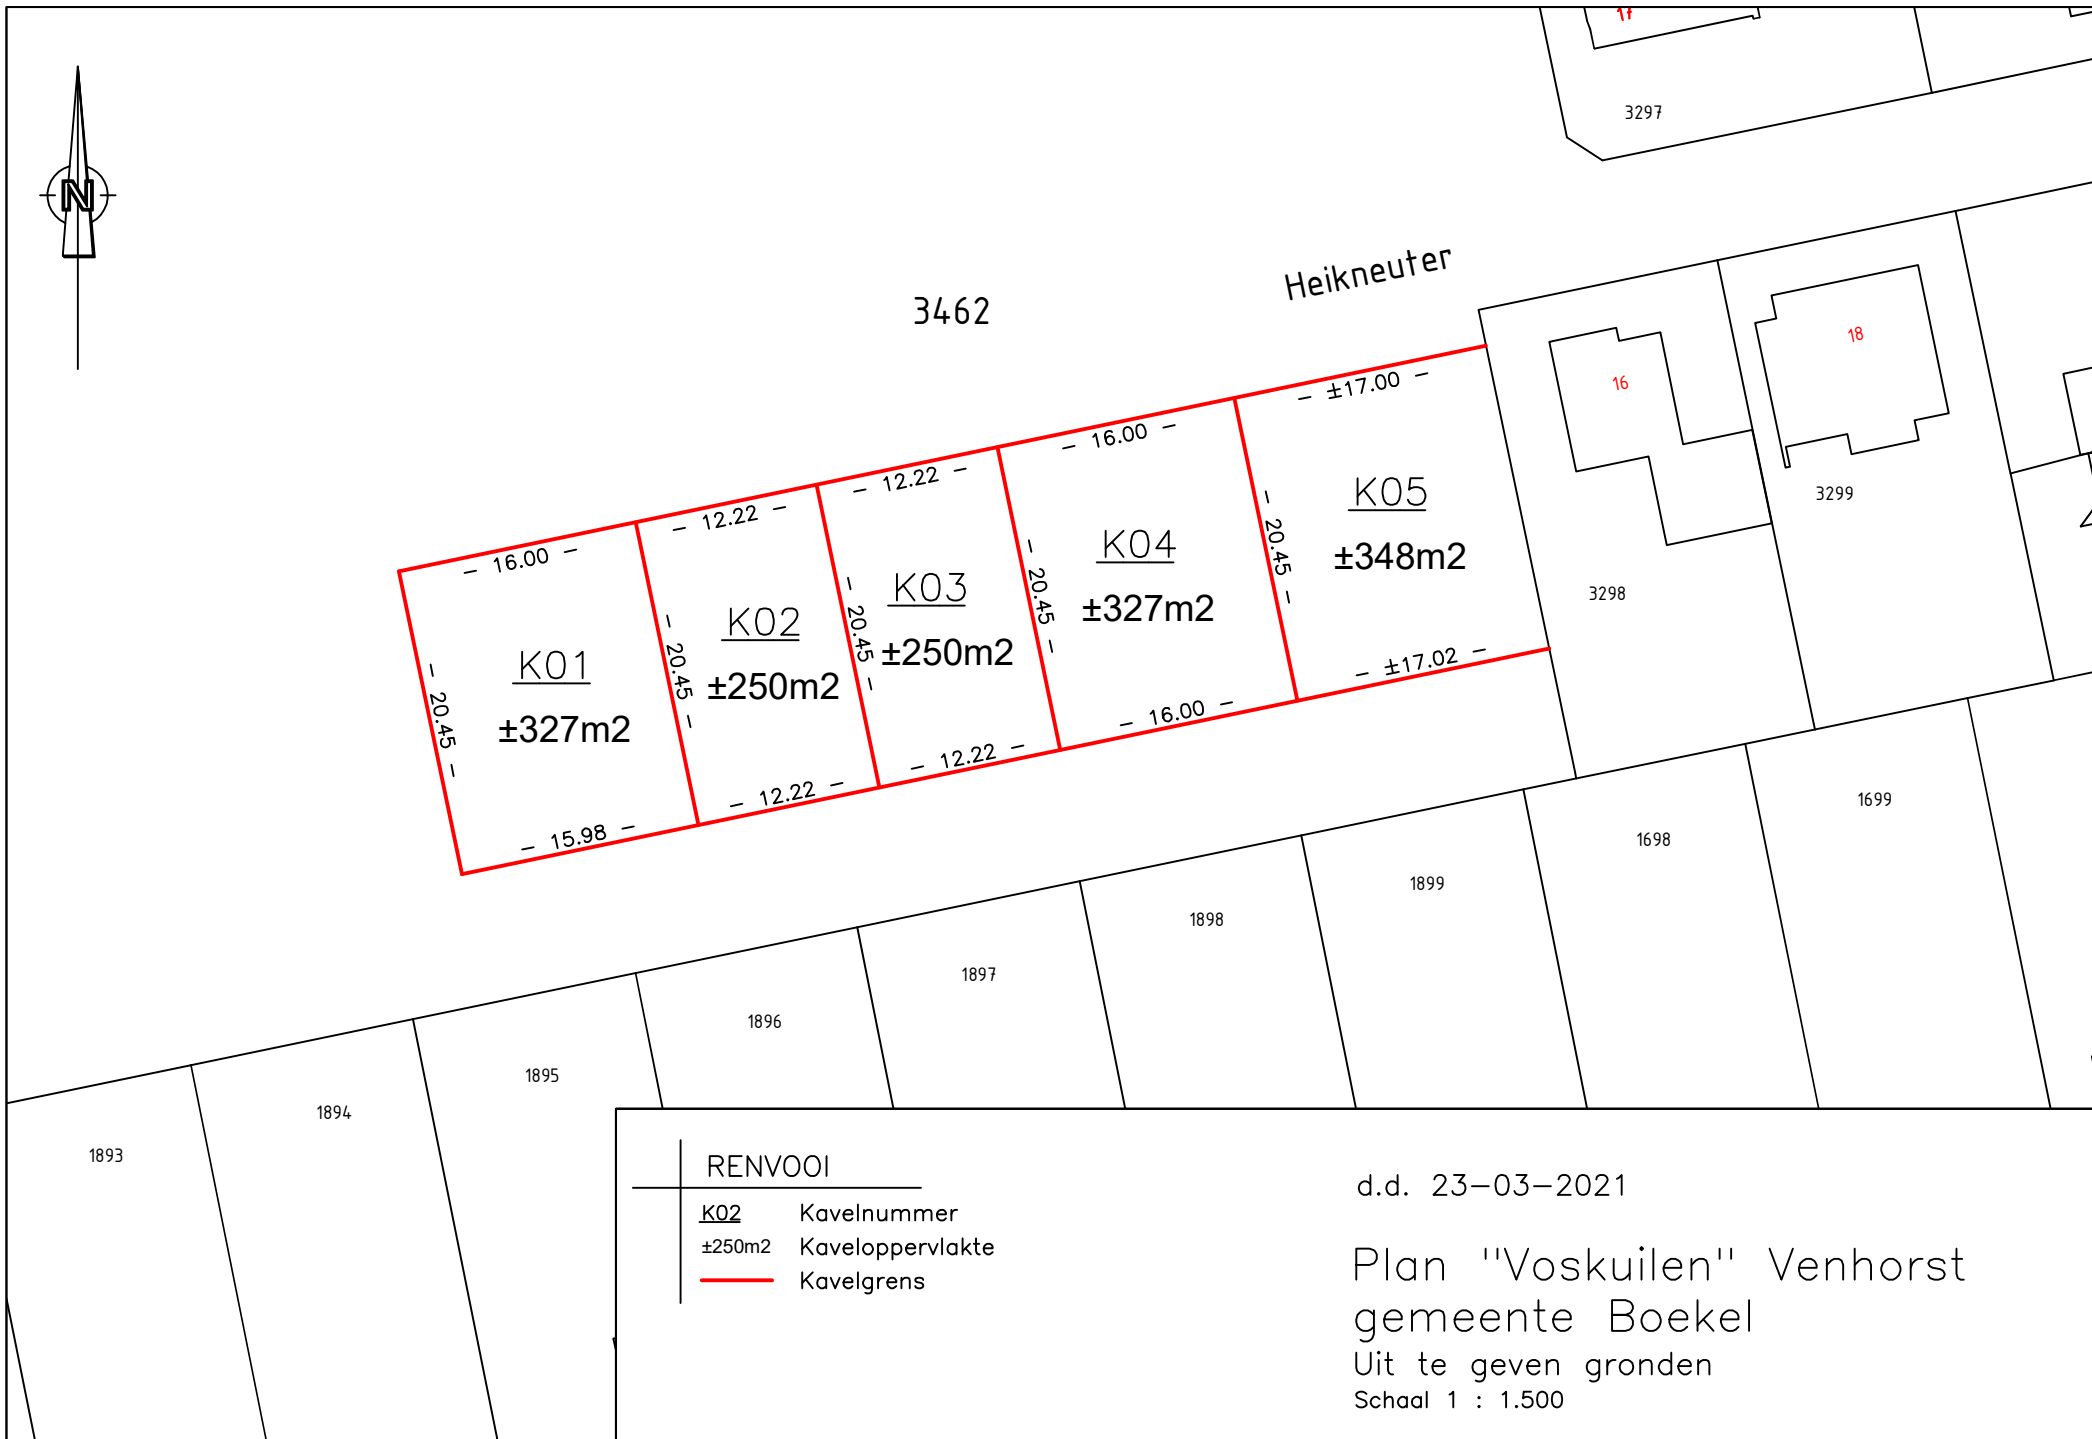 17
3297
N
Heikneuter
3462
18
16
±17.00
16.00
12.22
12.22
16.00
K05
±348m2
20.45
3299
K04
±327m2
20.45
3298
K03
±250m2
20.45
K02
±250m2
20.45
K01
±327m2
20.45
±17.02
16.00
12.22
12.22
15.98
1699
1698
1899
1898
1897
1896
1895
1894
1893
RENVOOI
K02 Kavelnummer
±250m2 Kaveloppervlakte
Kavelgrens
d.d. 23-03-2021
Plan "Voskuilen" Venhorst
gemeente Boekel
Uit te geven gronden
Schaal 1 : 1.500